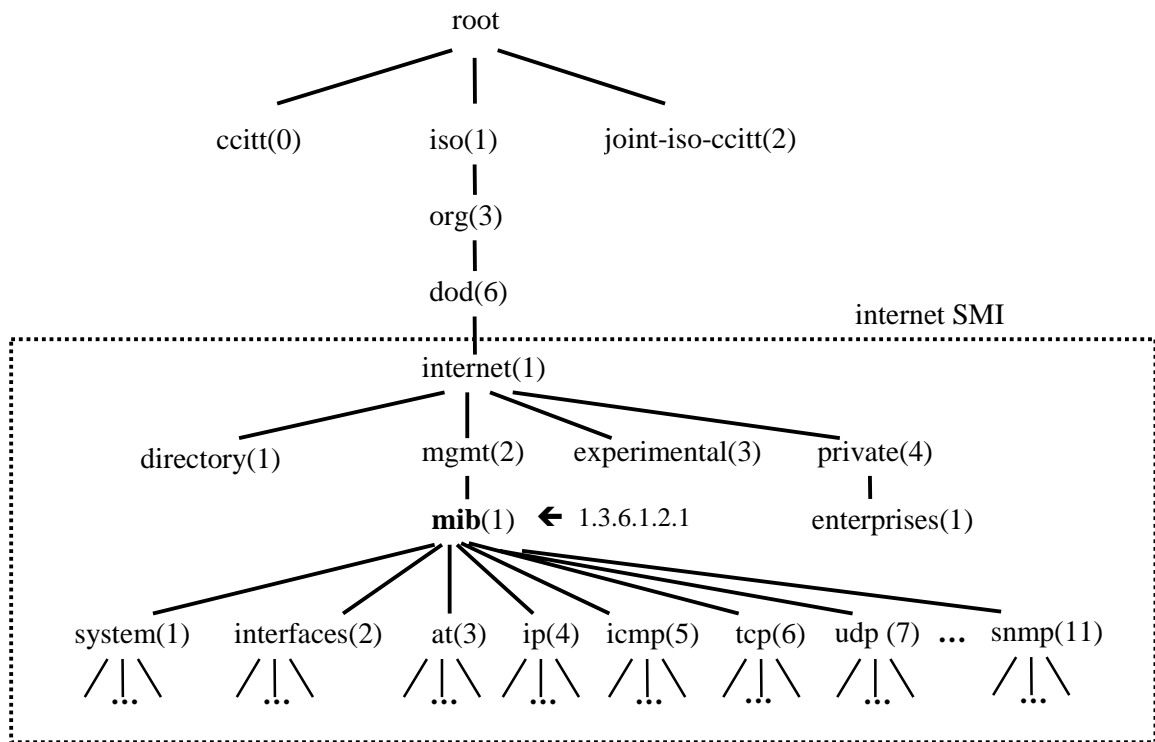 root
ccitt(0) iso(1) joint-iso-ccitt(2)
org(3)
dod(6)
internet SMI
internet(1)
directory(1) mgmt(2) experimental(3) private(4)
mib(1) 🡸 1.3.6.1.2.1 enterprises(1)
system(1) interfaces(2) at(3) ip(4) icmp(5) tcp(6) udp (7) ... snmp(11)
... ... ... ... ... ... ... ...